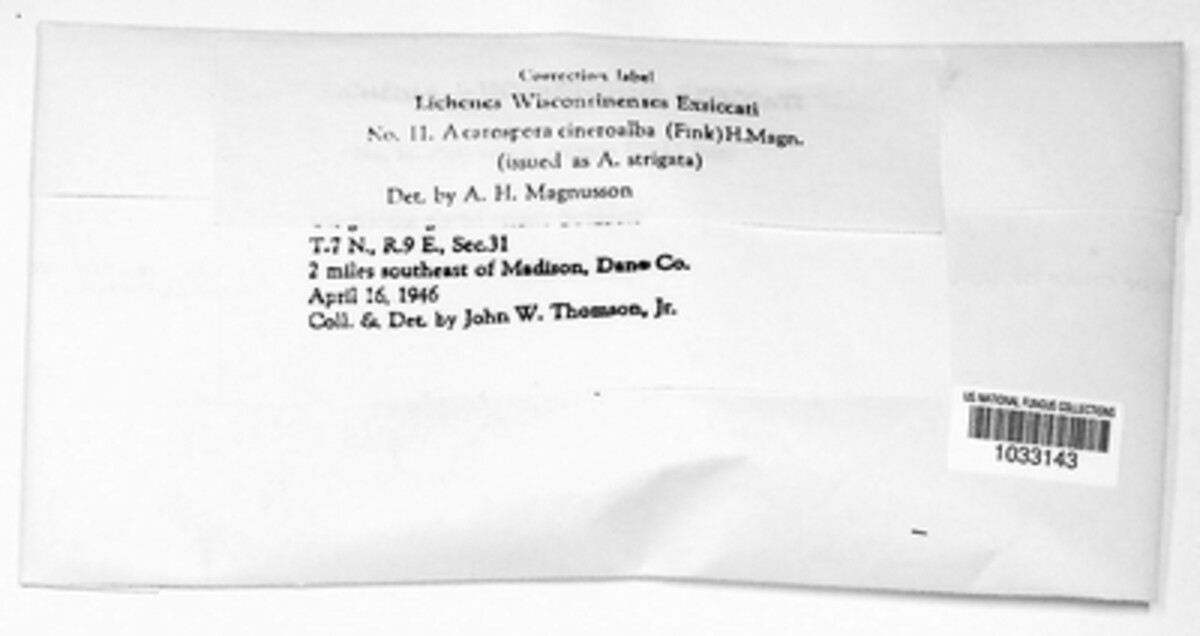 Correction label
Lichenes Wisconsinenses Exsiccati
No. 11. Acarospora cineroalba (Fink) H. Magn.
(issued as A. strigata)
Det. by A. H. Magnusson
T.7 N., R.9 E., Sec.31
2 miles southeast of Madison, Dane Co.
April 16, 1946
Coll. & Det. by John W. Thomson, Jr.
US NATIONAL FUNGUS COLLECTIONS
1033143